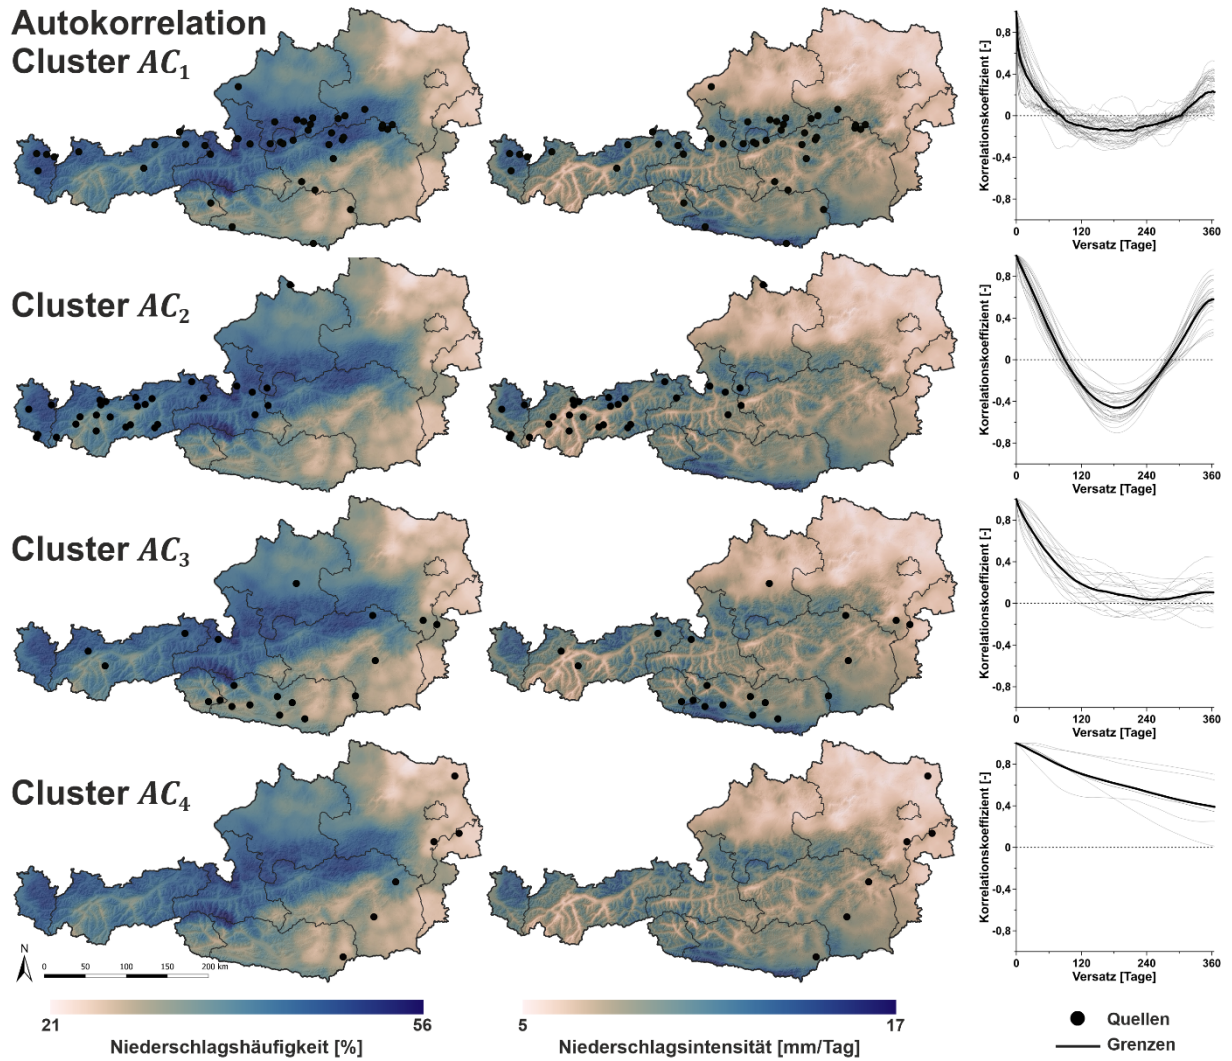 Autokorrelation
Cluster AC₁
0,8
0,4
0
-0,4
-0,8
Korrelationskoeffizient [-]
0 120 240 360
Versatz [Tage]
Cluster AC₂
0,8
0,4
0
-0,4
-0,8
Korrelationskoeffizient [-]
0 120 240 360
Versatz [Tage]
Cluster AC₃
0,8
0,4
0
-0,4
-0,8
Korrelationskoeffizient [-]
0 120 240 360
Versatz [Tage]
Cluster AC₄
0,8
0,4
0
-0,4
-0,8
Korrelationskoeffizient [-]
0 120 240 360
Versatz [Tage]
N
0 50 100 150 200 km
21 56
Niederschlagshäufigkeit [%]
5 17
Niederschlagsintensität [mm/Tag]
Quellen
Grenzen